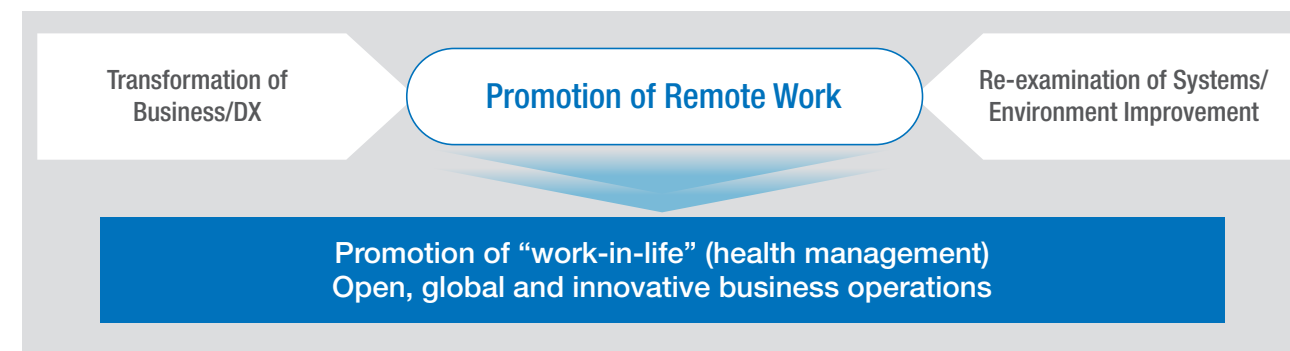 Transformation of
Business/DX
Promotion of Remote Work
Re-examination of Systems/
Environment Improvement
Promotion of “work-in-life” (health management)
Open, global and innovative business operations